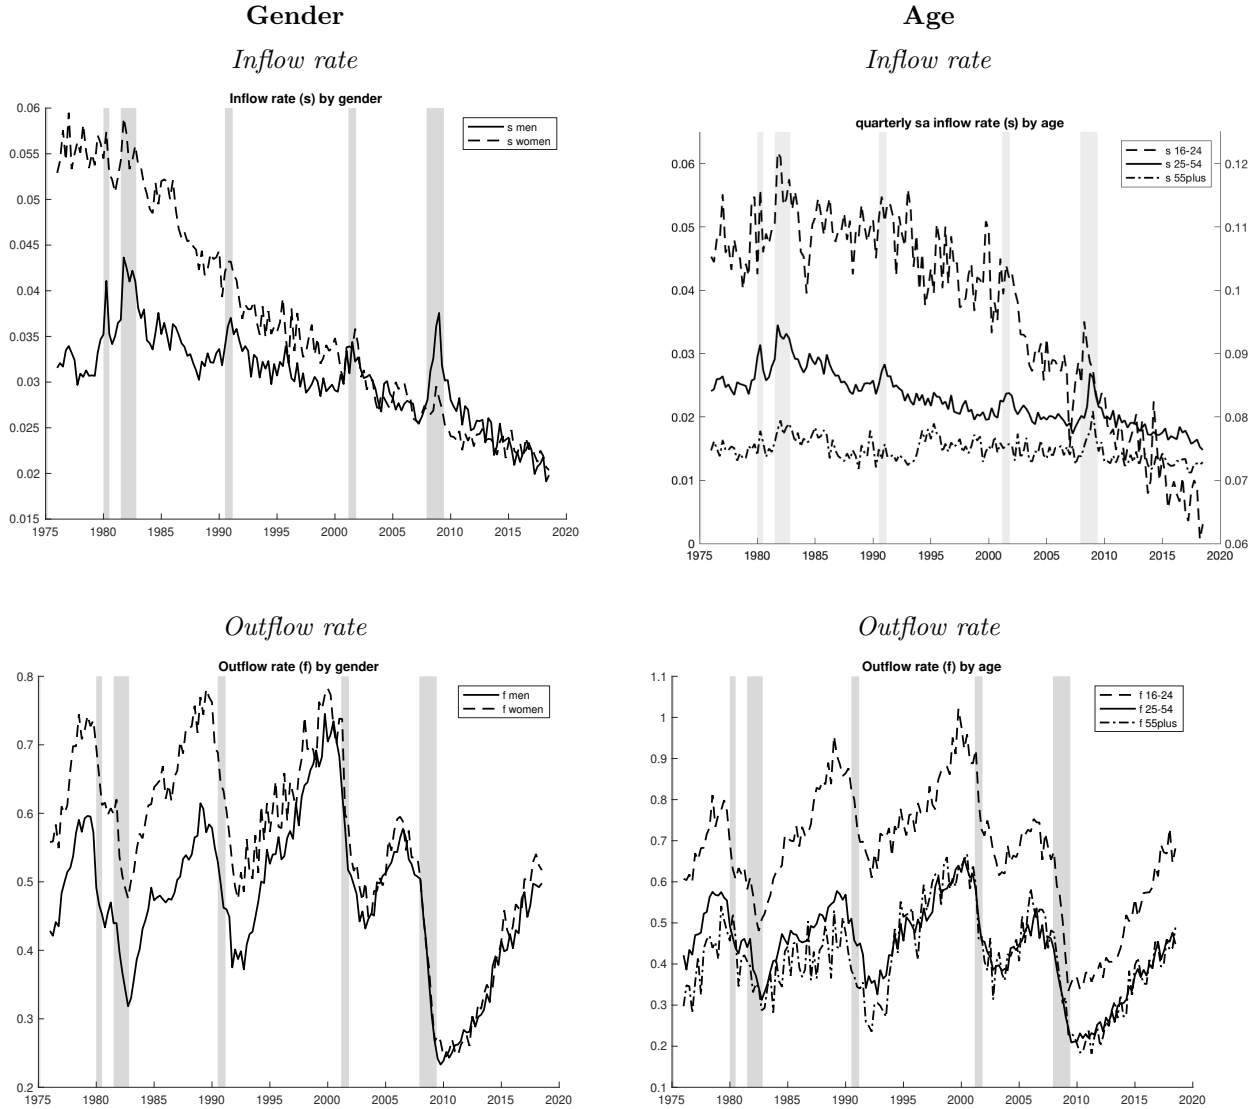 Gender
Inflow rate
Inflow rate (s) by gender
0.06
0.055
0.05
0.045
0.04
0.035
0.03
0.025
0.02
0.015
1975 1980 1985 1990 1995 2000 2005 2010 2015 2020
s men
s women
Age
Inflow rate
quarterly sa inflow rate (s) by age
0.06
0.05
0.04
0.03
0.02
0.01
0
0.12
0.11
0.1
0.09
0.08
0.07
0.06
1975 1980 1985 1990 1995 2000 2005 2010 2015 2020
s 16-24
s 25-54
s 55plus
Outflow rate
Outflow rate (f) by gender
0.8
0.7
0.6
0.5
0.4
0.3
0.2
1975 1980 1985 1990 1995 2000 2005 2010 2015 2020
f men
f women
Outflow rate
Outflow rate (f) by age
1.1
1
0.9
0.8
0.7
0.6
0.5
0.4
0.3
0.2
0.1
1975 1980 1985 1990 1995 2000 2005 2010 2015 2020
f 16-24
f 25-54
f 55plus